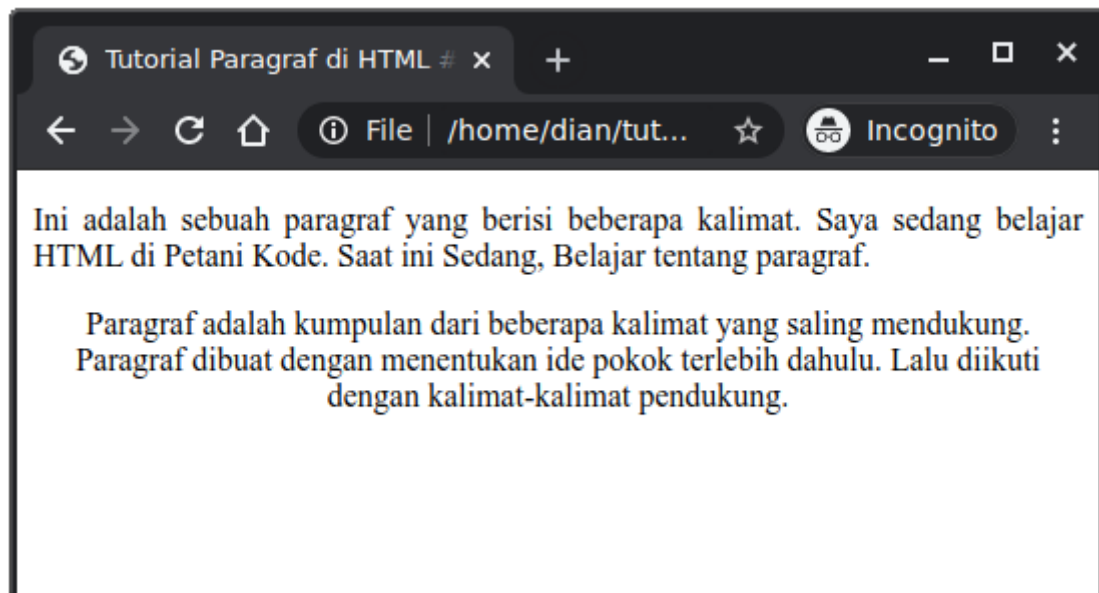 Tutorial Paragraf di HTML #
File /home/dian/tut...
Incognito
Ini adalah sebuah paragraf yang berisi beberapa kalimat. Saya sedang belajar
HTML di Petani Kode. Saat ini Sedang, Belajar tentang paragraf.
Paragraf adalah kumpulan dari beberapa kalimat yang saling mendukung.
Paragraf dibuat dengan menentukan ide pokok terlebih dahulu. Lalu diikuti
dengan kalimat-kalimat pendukung.